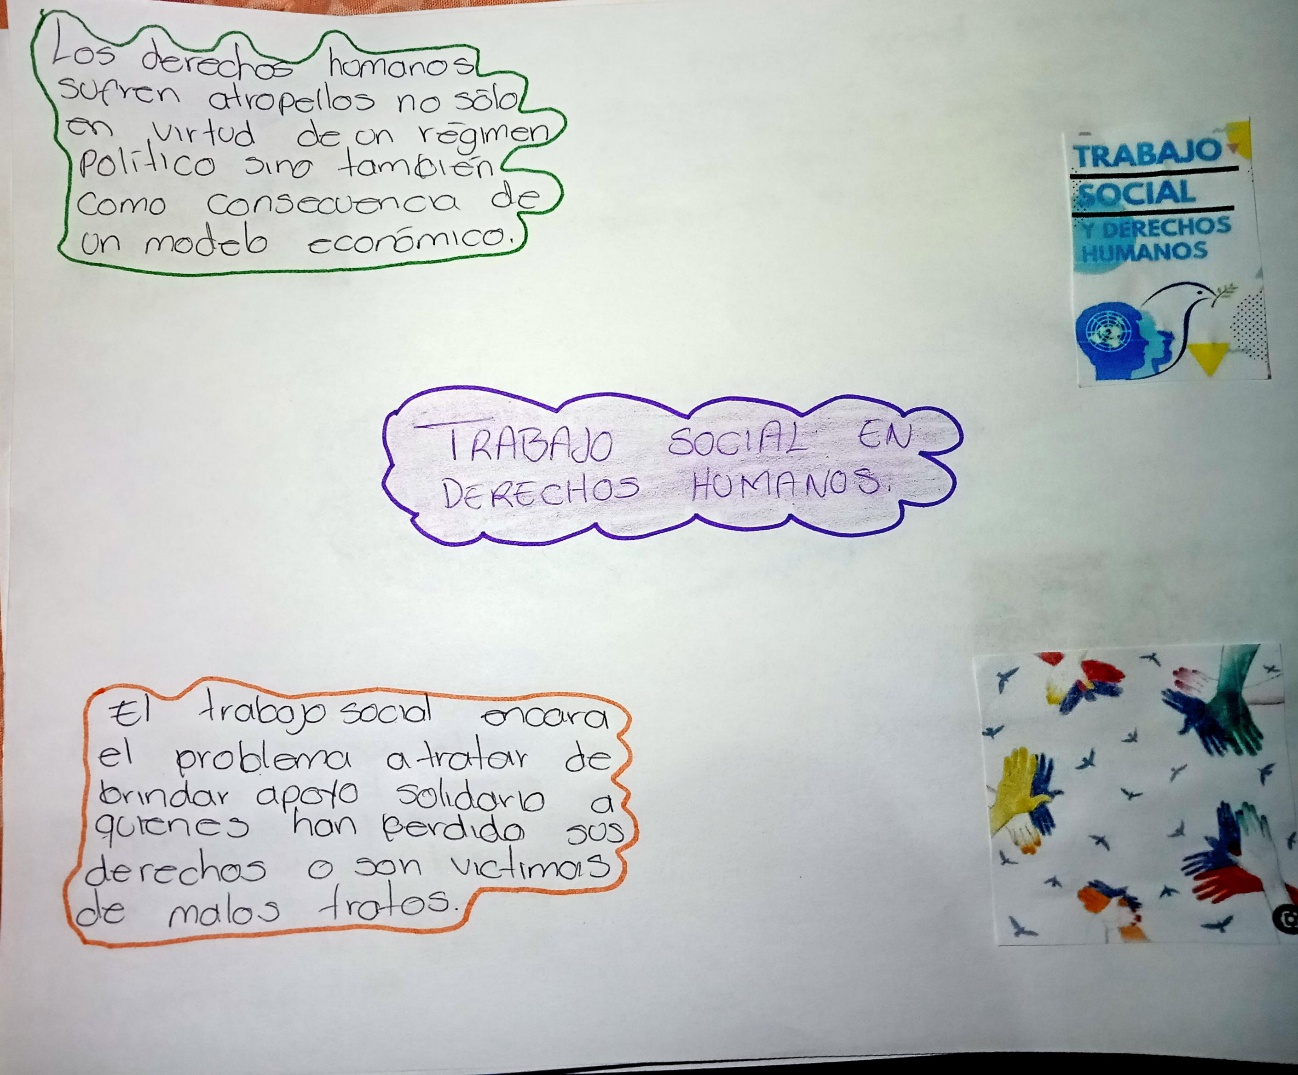 Los derechos humanos
sufren atropellos no sólo
en virtud de un régimen
político sino también
como consecuencia de
un modelo económico.
TRABAJO
SOCIAL
Y DERECHOS
HUMANOS
TRABAJO SOCIAL EN
DERECHOS HUMANOS.
El trabajo social encara
el problema a tratar de
brindar apoyo solidario a
quienes han perdido sus
derechos o son victimas
de malos tratos.